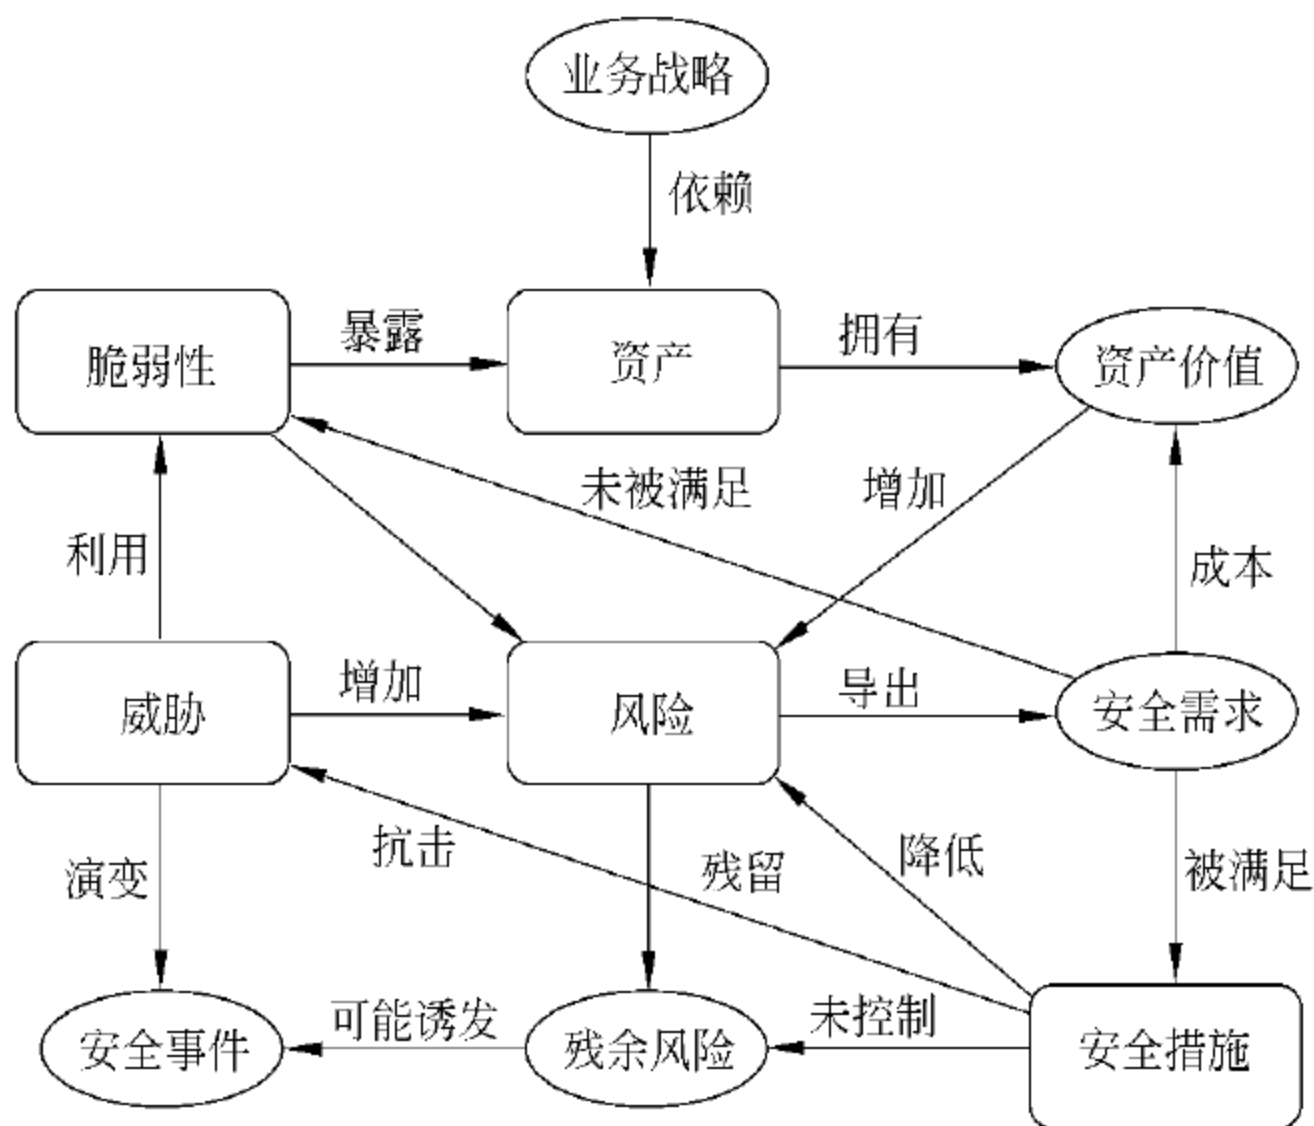 业务战略
依赖
脆弱性
暴露
资产
拥有
资产价值
未被满足
增加
利用
成本
威胁
增加
风险
导出
安全需求
抗击
残留
降低
演变
被满足
安全事件
可能诱发
残余风险
未控制
安全措施